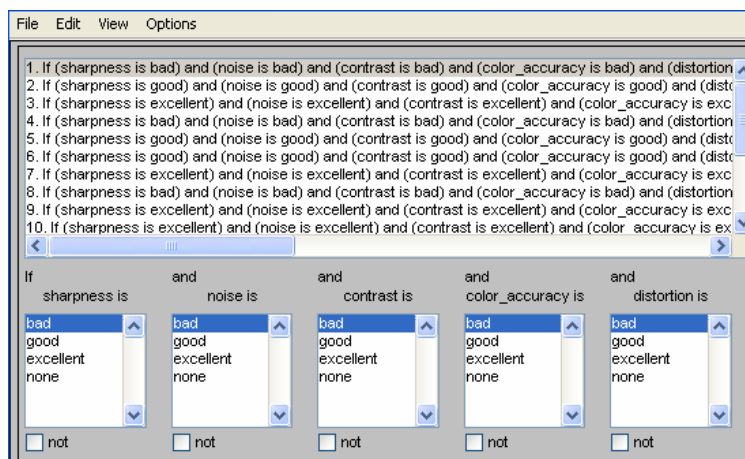 File Edit View Options
1. If (sharpness is bad) and (noise is bad) and (contrast is bad) and (color_accuracy is bad) and (distortion
2. If (sharpness is good) and (noise is good) and (contrast is good) and (color_accuracy is good) and (disto
3. If (sharpness is excellent) and (noise is excellent) and (contrast is excellent) and (color_accuracy is exc
4. If (sharpness is bad) and (noise is bad) and (contrast is bad) and (color_accuracy is bad) and (distortion
5. If (sharpness is good) and (noise is good) and (contrast is good) and (color_accuracy is good) and (disto
6. If (sharpness is good) and (noise is good) and (contrast is good) and (color_accuracy is good) and (disto
7. If (sharpness is excellent) and (noise is excellent) and (contrast is excellent) and (color_accuracy is exc
8. If (sharpness is bad) and (noise is bad) and (contrast is bad) and (color_accuracy is bad) and (distortion
9. If (sharpness is excellent) and (noise is excellent) and (contrast is excellent) and (color_accuracy is exc
10. If (sharpness is excellent) and (noise is excellent) and (contrast is excellent) and (color_accuracy is ex
If and and and and
sharpness is noise is contrast is color_accuracy is distortion is
bad bad bad bad bad
good good good good good
excellent excellent excellent excellent excellent
none none none none none
not not not not not